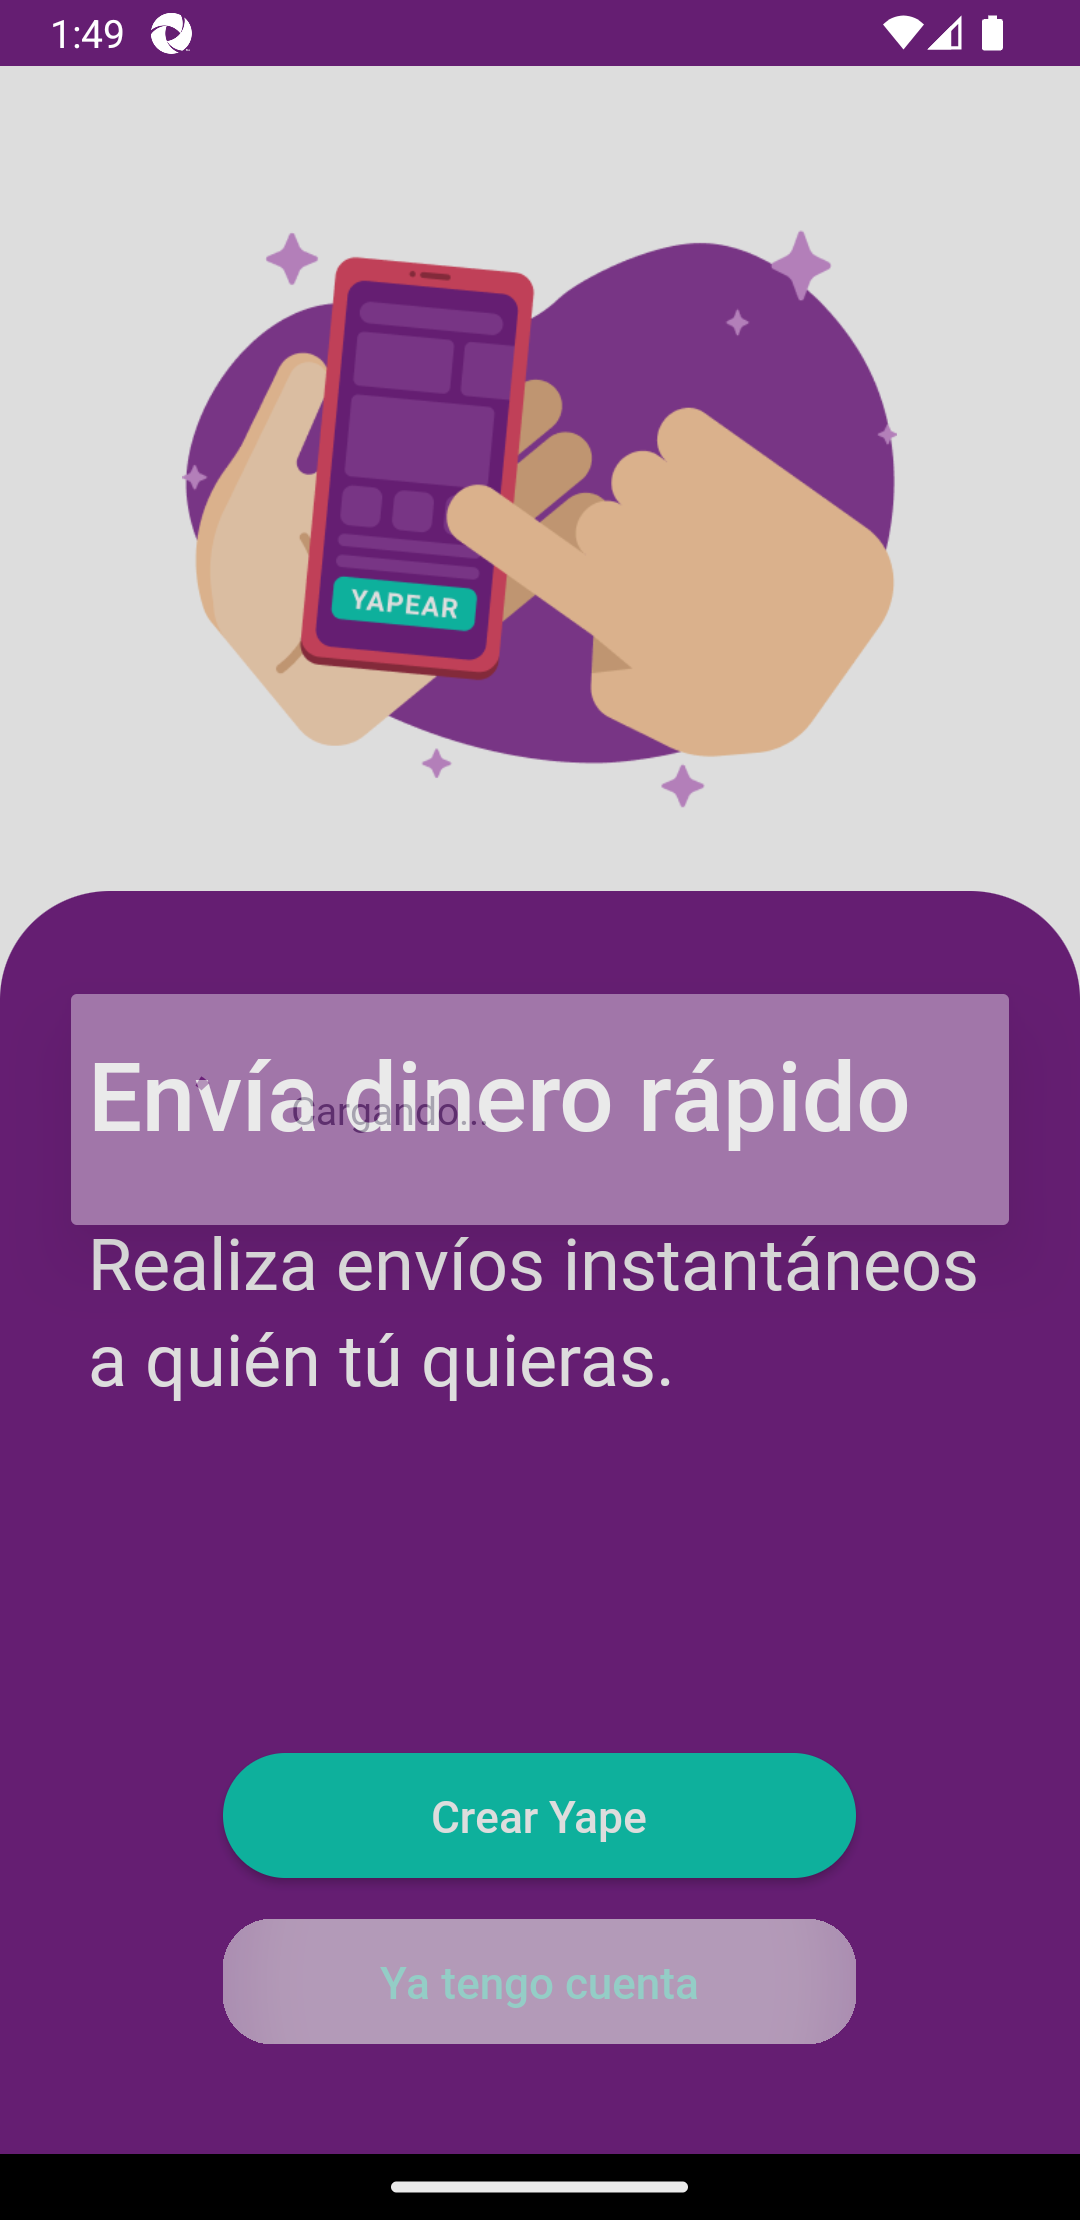 1:49
YAPEAR
Envía dinero rápido
Cargando...
Realiza envíos instantáneos
a quién tú quieras.
Crear Yape
Ya tengo cuenta